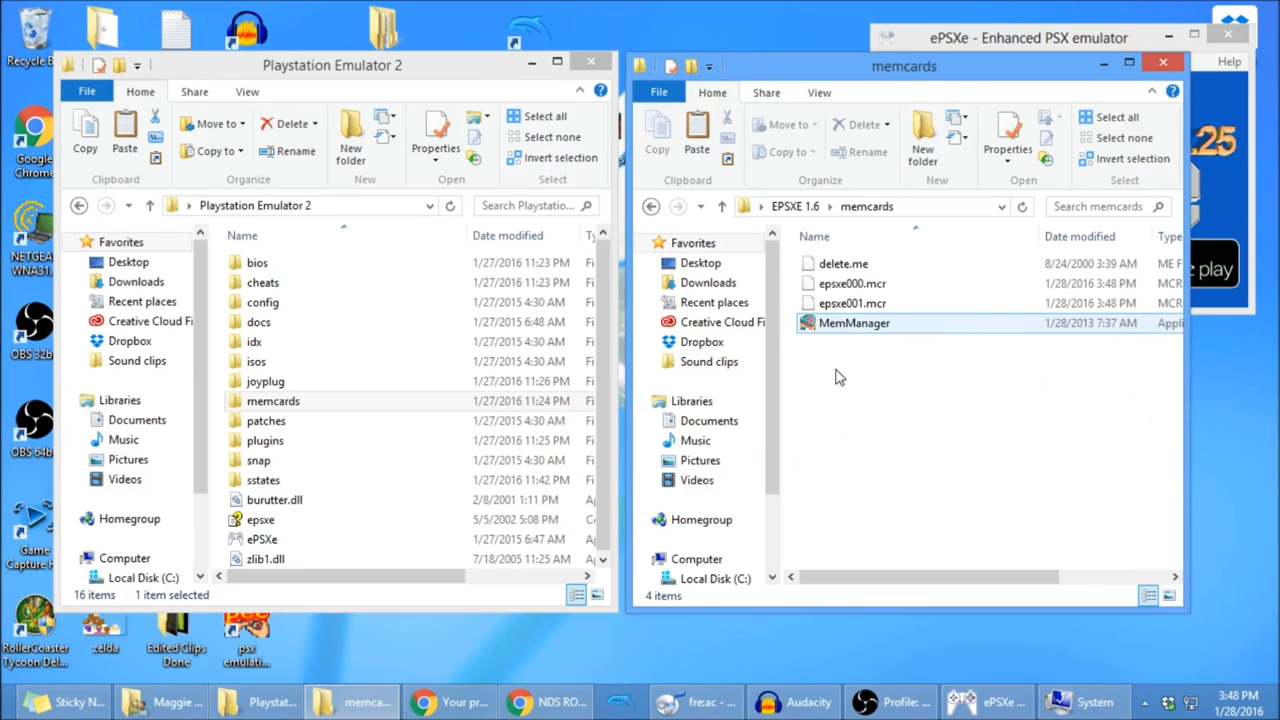 Recycle B
ePSXe - Enhanced PSX emulator
Help
.25
e play
Playstation Emulator 2
File Home Share View
Copy Paste Move to Copy to Delete Rename New folder Properties Select all Select none Invert selection
Clipboard Organize New Open Select
Playstation Emulator 2 Search Playstatio...
Favorites
Desktop
Downloads
Recent places
Creative Cloud Fi
Dropbox
Sound clips
Libraries
Documents
Music
Pictures
Videos
Homegroup
Computer
Local Disk (C:)
Name Date modified Ty
bios 1/27/2016 11:23 PM Fi
cheats 1/27/2016 11:23 PM Fi
config 1/27/2015 4:30 AM Fi
docs 1/27/2015 6:48 AM Fi
idx 1/27/2015 4:30 AM Fi
isos 1/27/2015 4:30 AM Fi
joyplug 1/27/2016 11:26 PM Fi
memcards 1/27/2016 11:24 PM Fi
patches 1/27/2015 4:30 AM Fi
plugins 1/27/2016 11:25 PM Fi
snap 1/27/2015 4:30 AM Fi
sstates 1/27/2016 11:42 PM Fi
burutter.dll 2/8/2001 1:11 PM A
epsxe 5/5/2002 5:08 PM C
ePSXe 1/27/2015 6:47 AM A
zlib1.dll 7/18/2005 11:25 AM A
16 items 1 item selected
memcards
File Home Share View
Copy Paste Move to Copy to Delete Rename New folder Properties Select all Select none Invert selection
Clipboard Organize New Open Select
EPSXE 1.6 memcards Search memcards
Favorites
Desktop
Downloads
Recent places
Creative Cloud Fi
Dropbox
Sound clips
Libraries
Documents
Music
Pictures
Videos
Homegroup
Computer
Local Disk (C:)
Name Date modified Type
delete.me 8/24/2000 3:39 AM ME F
epsxe000.mcr 1/28/2016 3:48 PM MCR
epsxe001.mcr 1/28/2016 3:48 PM MCR
MemManager 1/28/2013 7:37 AM Appli
4 items
Google
Chrome
NETGEAR
WNA31.
OBS 32b
OBS 64b
Game
Capture H
RollerCoaster
Tycoon Del...
zelda
Edited Clips
Done
psx
emulati...
Sticky N... Maggie ... Playstat... memca... Your pr... NDS RO... fre:ac - ... Audacity Profile: ... ePSXe ... System 3:48 PM
1/28/2016